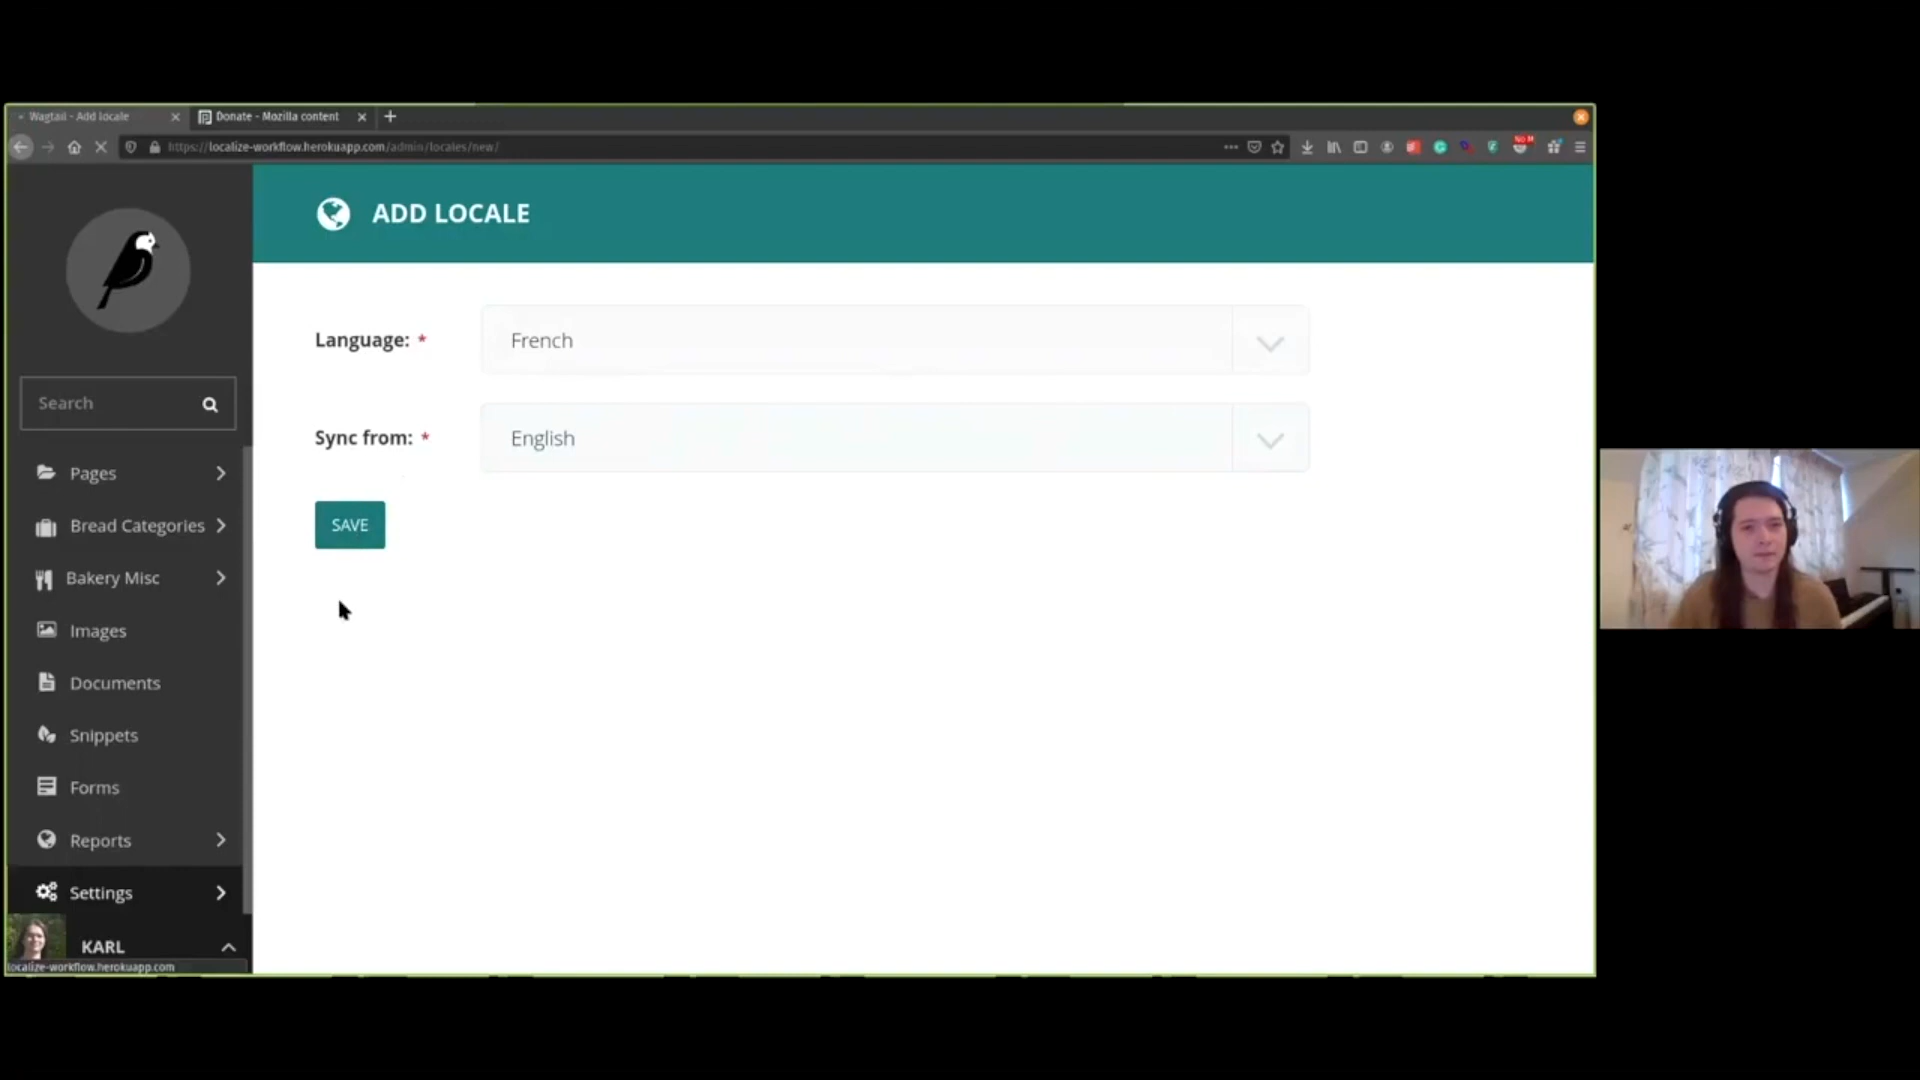 Wagtail - Add locale
Donate - Mozilla content
https://localize-workflow.herokuapp.com/admin/locales/new/
ADD LOCALE
Language: *
French
Sync from: *
English
SAVE
Search
Pages
Bread Categories
Bakery Misc
Images
Documents
Snippets
Forms
Reports
Settings
KARL
localize-workflow.herokuapp.com